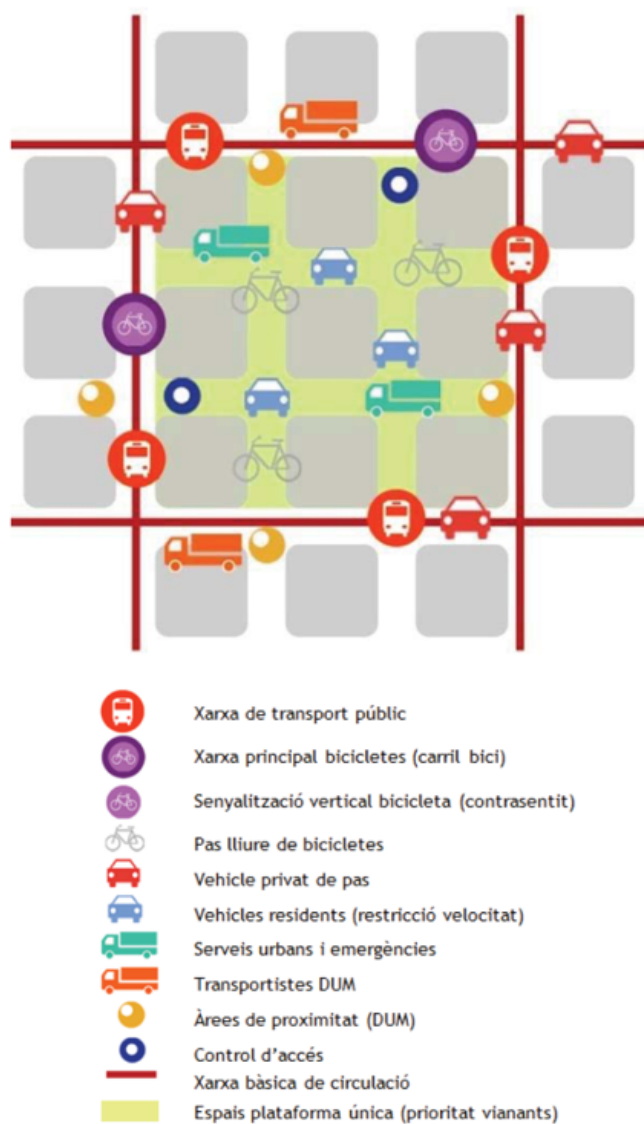 Xarxa de transport públic
Xarxa principal bicicletes (carril bici)
Senyalització vertical bicicleta (contrasentit)
Pas lliure de bicicletes
Vehicle privat de pas
Vehicles residents (restricció velocitat)
Serveis urbans i emergències
Transportistes DUM
Àrees de proximitat (DUM)
Control d'accés
Xarxa bàsica de circulació
Espais plataforma única (prioritat vianants)